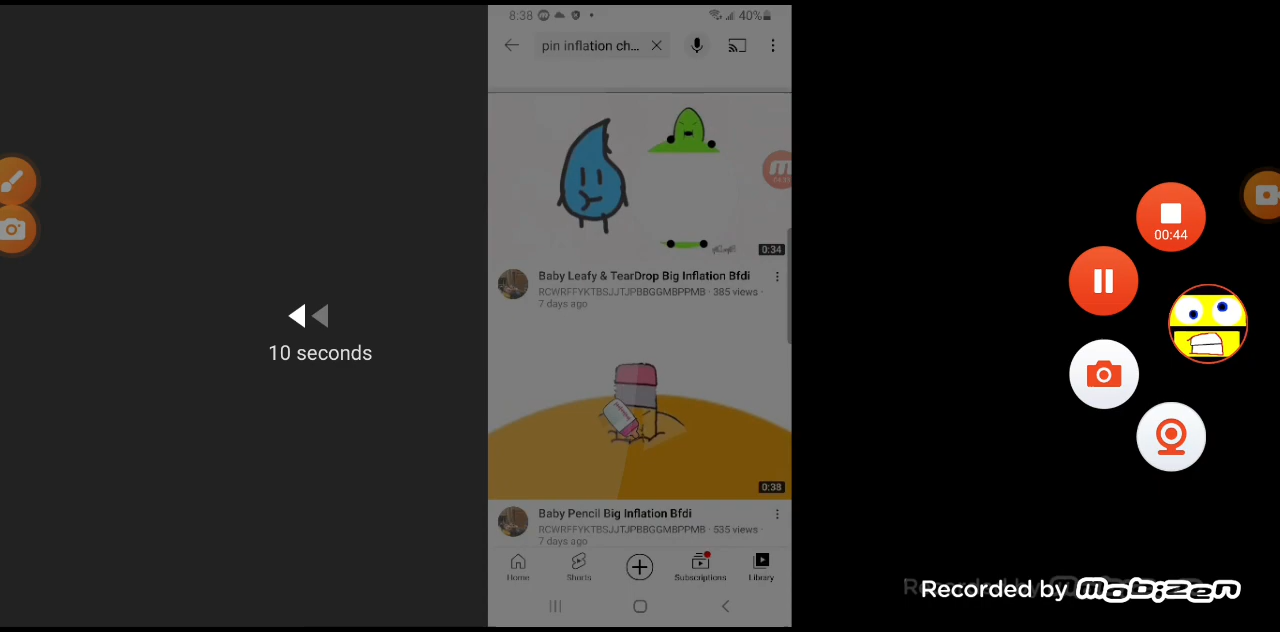 8:38
40%
pin inflation ch...
0:34
Baby Leafy & TearDrop Big Inflation Bfdi
RCWRFFYKTBSJJTJPBBGGMBPPMB · 385 views ·
7 days ago
10 seconds
00:44
0:38
Baby Pencil Big Inflation Bfdi
RCWRFFYKTBSJJTJPBBGGMBPPMB · 535 views ·
7 days ago
Home
Shorts
Subscriptions
Library
Recorded by Mobizen